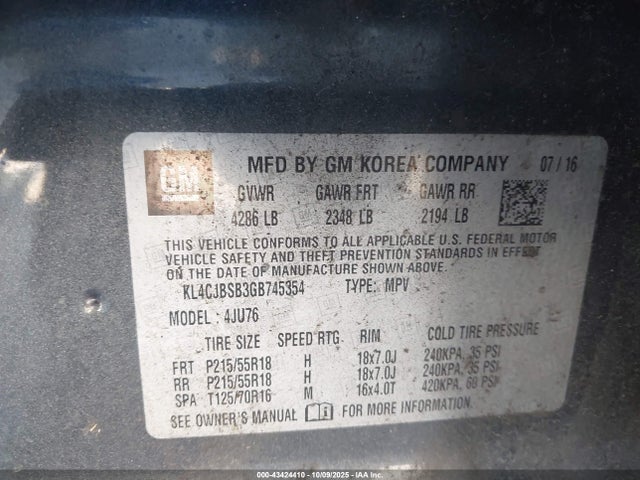 GM
MFD BY GM KOREA COMPANY 07/16
GVWR GAWR FRT GAWR RR
4286 LB 2348 LB 2194 LB
THIS VEHICLE CONFORMS TO ALL APPLICABLE U.S. FEDERAL MOTOR
VEHICLE SAFETY AND THEFT PREVENTION STANDARDS IN EFFECT
ON THE DATE OF MANUFACTURE SHOWN ABOVE.
KL4CJBSB3GB745354 TYPE: MPV
MODEL : 4JU76
TIRE SIZE SPEED RTG RIM COLD TIRE PRESSURE
FRT P215/55R18 H 18x7.0J 240KPA, 35 PSI
RR P215/55R18 H 18x7.0J 240KPA, 35 PSI
SPA T125/70R16 M 16x4.0T 420KPA, 60 PSI
SEE OWNER'S MANUAL FOR MORE INFORMATION.
000-43424410 - 10/09/2025 - IAAHTX